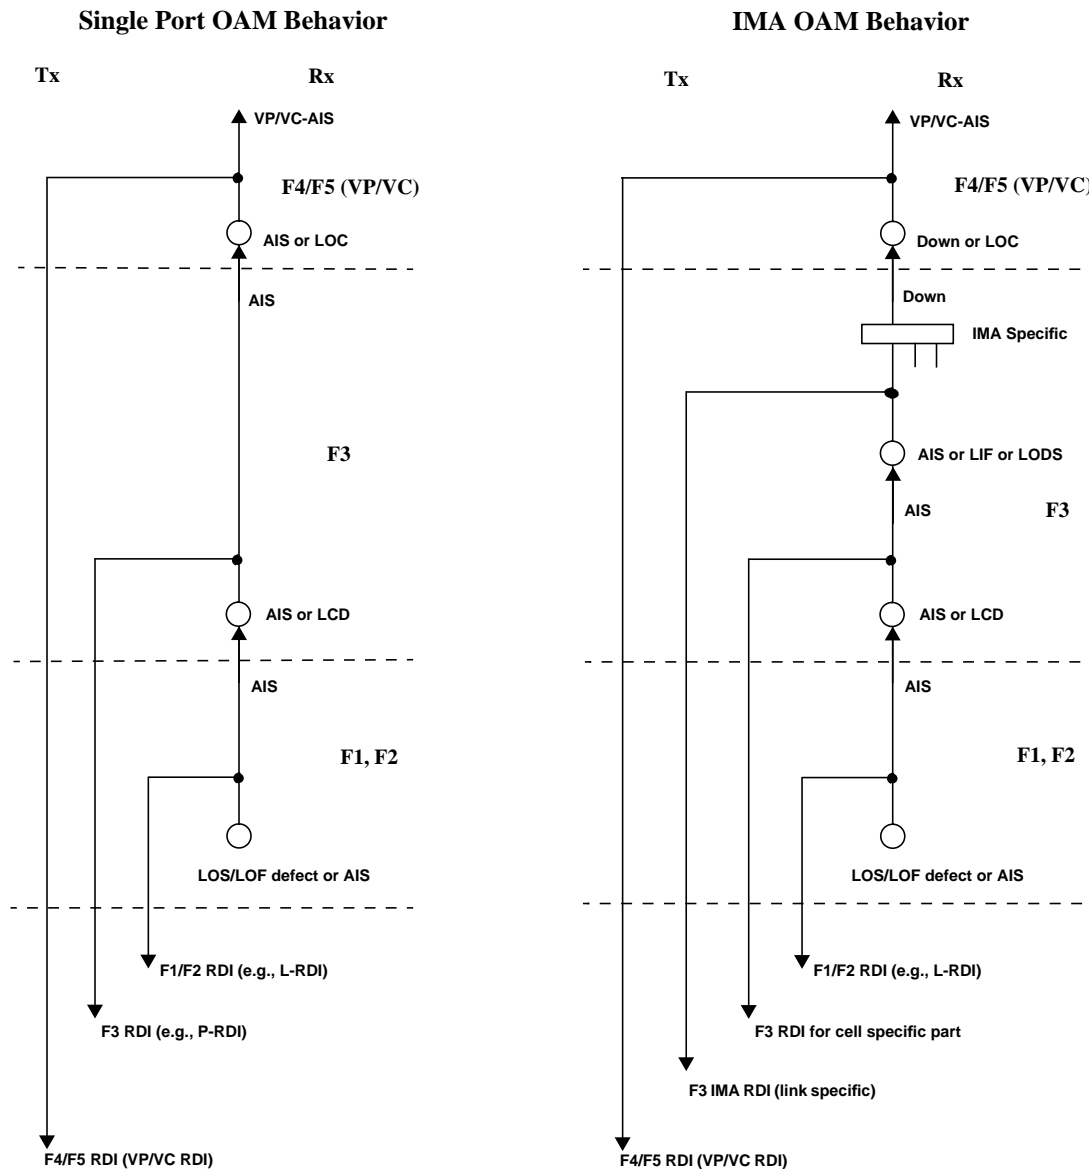 Single Port OAM Behavior
Tx
Rx
VP/VC-AIS
F4/F5 (VP/VC)
AIS or LOC
AIS
F3
AIS or LCD
AIS
F1, F2
LOS/LOF defect or AIS
F1/F2 RDI (e.g., L-RDI)
F3 RDI (e.g., P-RDI)
F4/F5 RDI (VP/VC RDI)
IMA OAM Behavior
Tx
Rx
VP/VC-AIS
F4/F5 (VP/VC)
Down or LOC
Down
IMA Specific
AIS or LIF or LODS
AIS
F3
AIS or LCD
AIS
F1, F2
LOS/LOF defect or AIS
F1/F2 RDI (e.g., L-RDI)
F3 RDI for cell specific part
F3 IMA RDI (link specific)
F4/F5 RDI (VP/VC RDI)